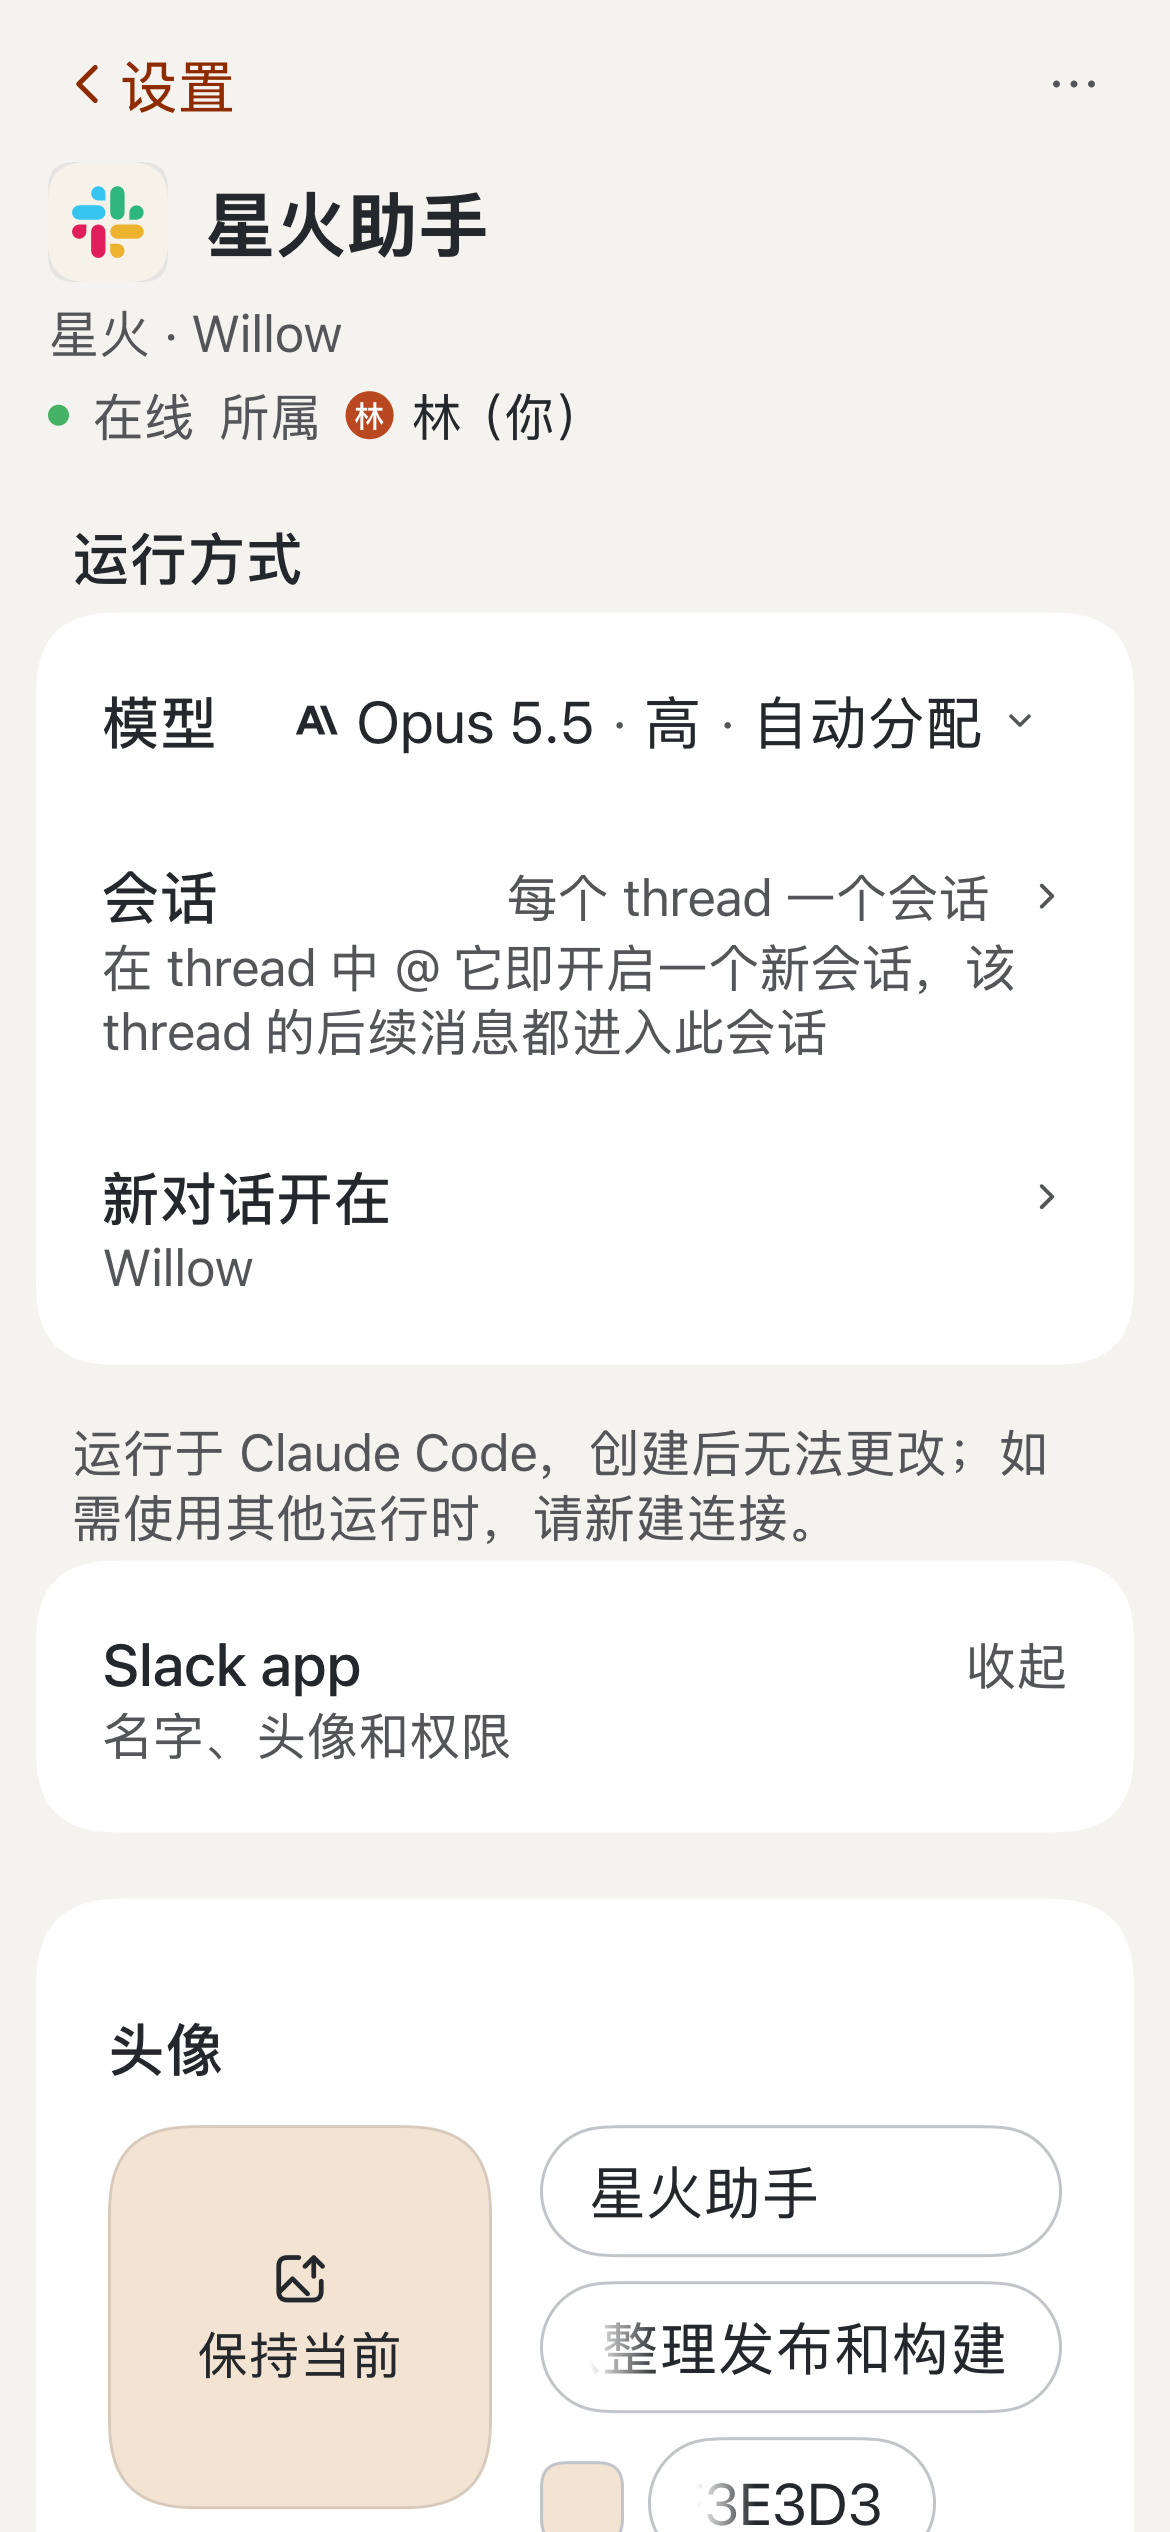 设置
星火助手
星火 · Willow
在线 所属 林 林（你）
运行方式
模型 Opus 5.5 · 高 · 自动分配
会话 每个 thread 一个会话
在 thread 中 @ 它即开启一个新会话，该
thread 的后续消息都进入此会话
新对话开在
Willow
运行于 Claude Code，创建后无法更改；如
需使用其他运行时，请新建连接。
Slack app 收起
名字、头像和权限
头像
保持当前
星火助手
整理发布和构建
3E3D3